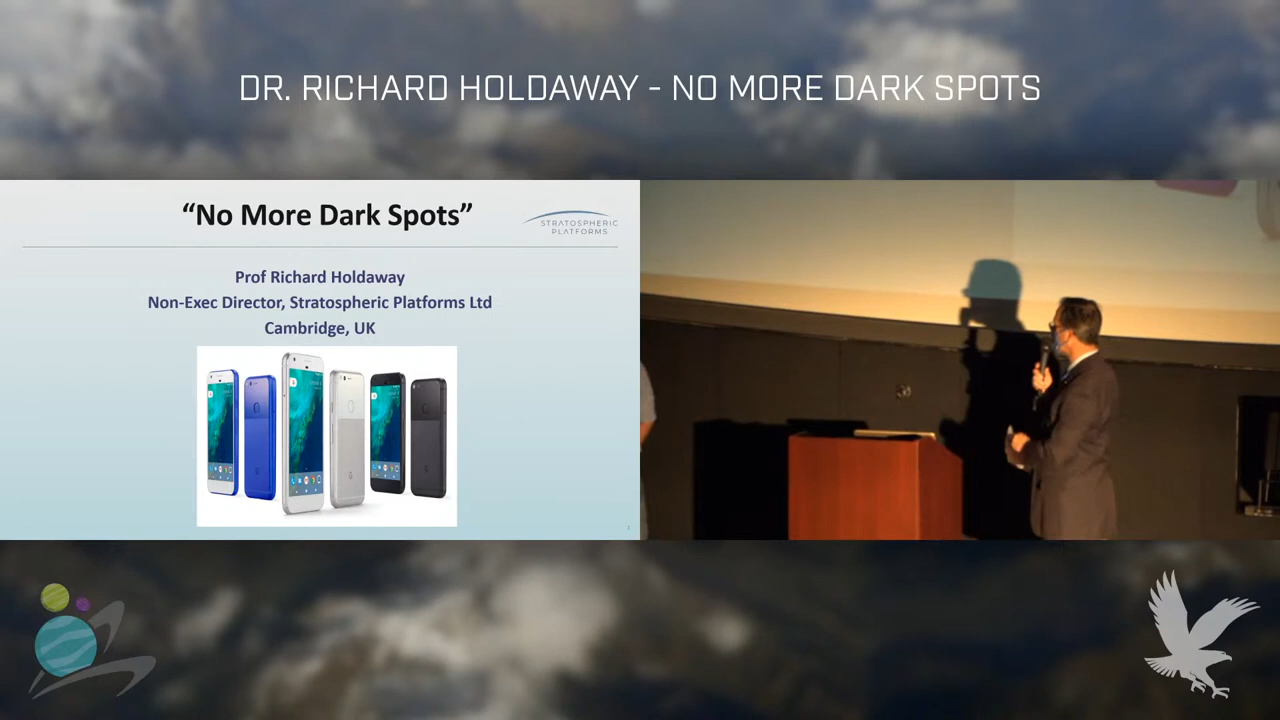 DR. RICHARD HOLDAWAY - NO MORE DARK SPOTS
“No More Dark Spots”
STRATOSPHERIC
PLATFORMS
Prof Richard Holdaway
Non-Exec Director, Stratospheric Platforms Ltd
Cambridge, UK
1